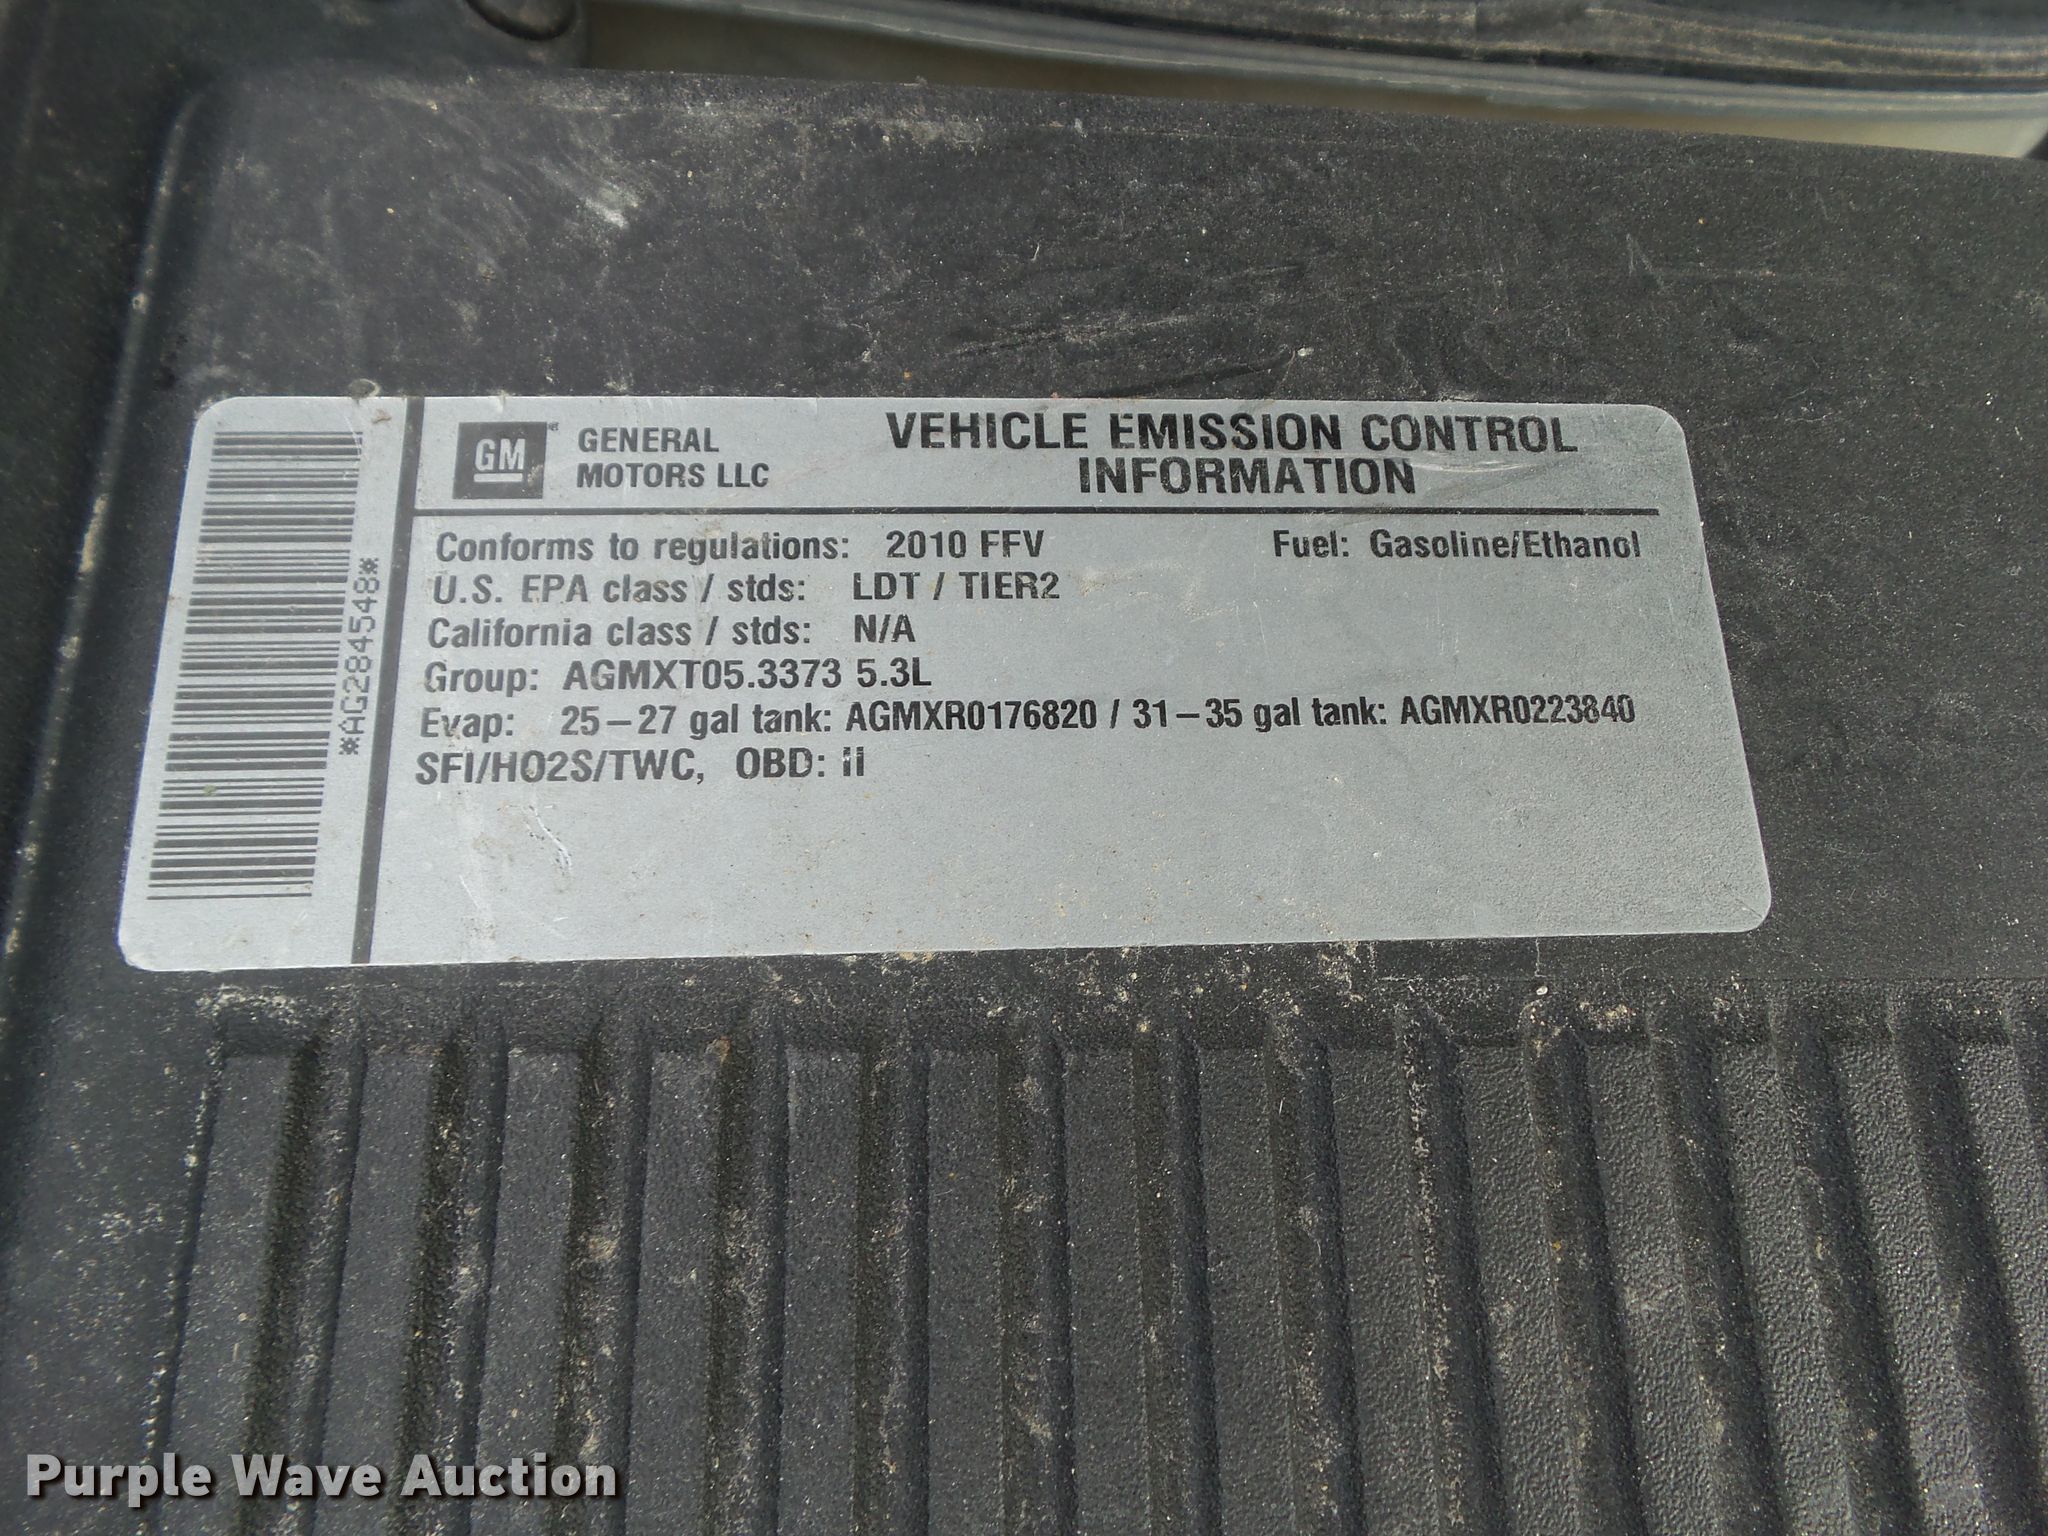 GM® GENERAL MOTORS LLC
VEHICLE EMISSION CONTROL
INFORMATION
Conforms to regulations: 2010 FFV Fuel: Gasoline/Ethanol
U.S. EPA class / stds: LDT / TIER2
California class / stds: N/A
Group: AGMXT05.3373 5.3L
Evap: 25-27 gal tank: AGMXR0176820 / 31-35 gal tank: AGMXR0223840
SFI/HO2S/TWC, OBD: II
*AG284548*
Purple Wave Auction